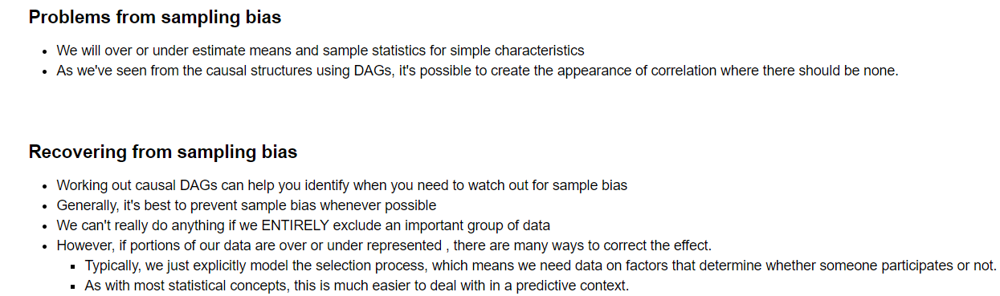 Problems from sampling bias
• We will over or under estimate means and sample statistics for simple characteristics
• As we've seen from the causal structures using DAGs, it's possible to create the appearance of correlation where there should be none.
Recovering from sampling bias
• Working out causal DAGs can help you identify when you need to watch out for sample bias
• Generally, it's best to prevent sample bias whenever possible
• We can't really do anything if we ENTIRELY exclude an important group of data
• However, if portions of our data are over or under represented , there are many ways to correct the effect.
▪ Typically, we just explicitly model the selection process, which means we need data on factors that determine whether someone participates or not.
▪ As with most statistical concepts, this is much easier to deal with in a predictive context.